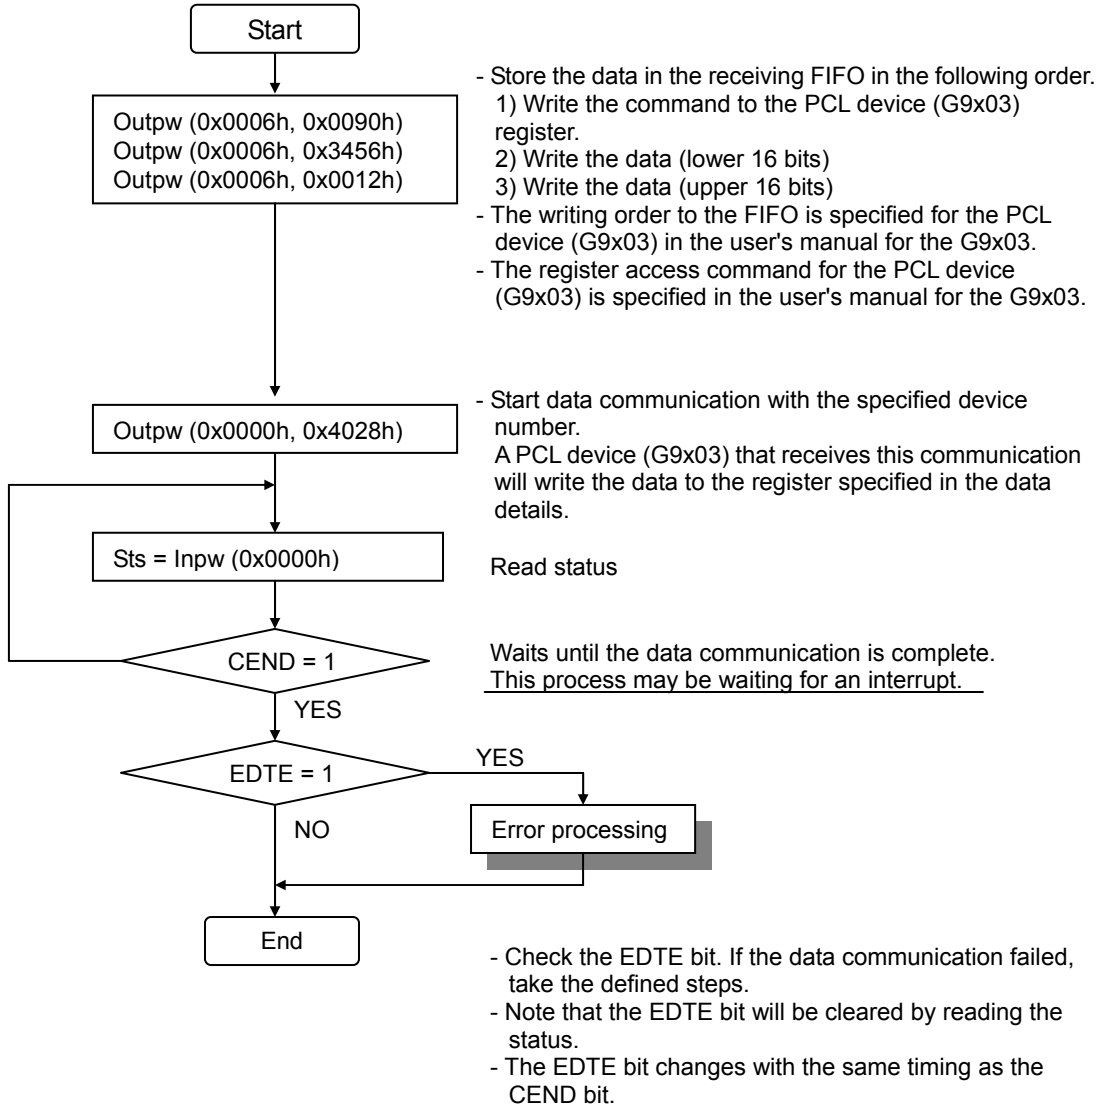 Start
- Store the data in the receiving FIFO in the following order.
1) Write the command to the PCL device (G9x03)
register.
2) Write the data (lower 16 bits)
3) Write the data (upper 16 bits)
- The writing order to the FIFO is specified for the PCL
device (G9x03) in the user's manual for the G9x03.
- The register access command for the PCL device
(G9x03) is specified in the user's manual for the G9x03.
Outpw (0x0006h, 0x0090h)
Outpw (0x0006h, 0x3456h)
Outpw (0x0006h, 0x0012h)
Outpw (0x0000h, 0x4028h)
- Start data communication with the specified device
number.
A PCL device (G9x03) that receives this communication
will write the data to the register specified in the data
details.
Sts = Inpw (0x0000h)
Read status
CEND = 1
Waits until the data communication is complete.
This process may be waiting for an interrupt.
YES
EDTE = 1
YES
NO
Error processing
End
- Check the EDTE bit. If the data communication failed,
take the defined steps.
- Note that the EDTE bit will be cleared by reading the
status.
- The EDTE bit changes with the same timing as the
CEND bit.